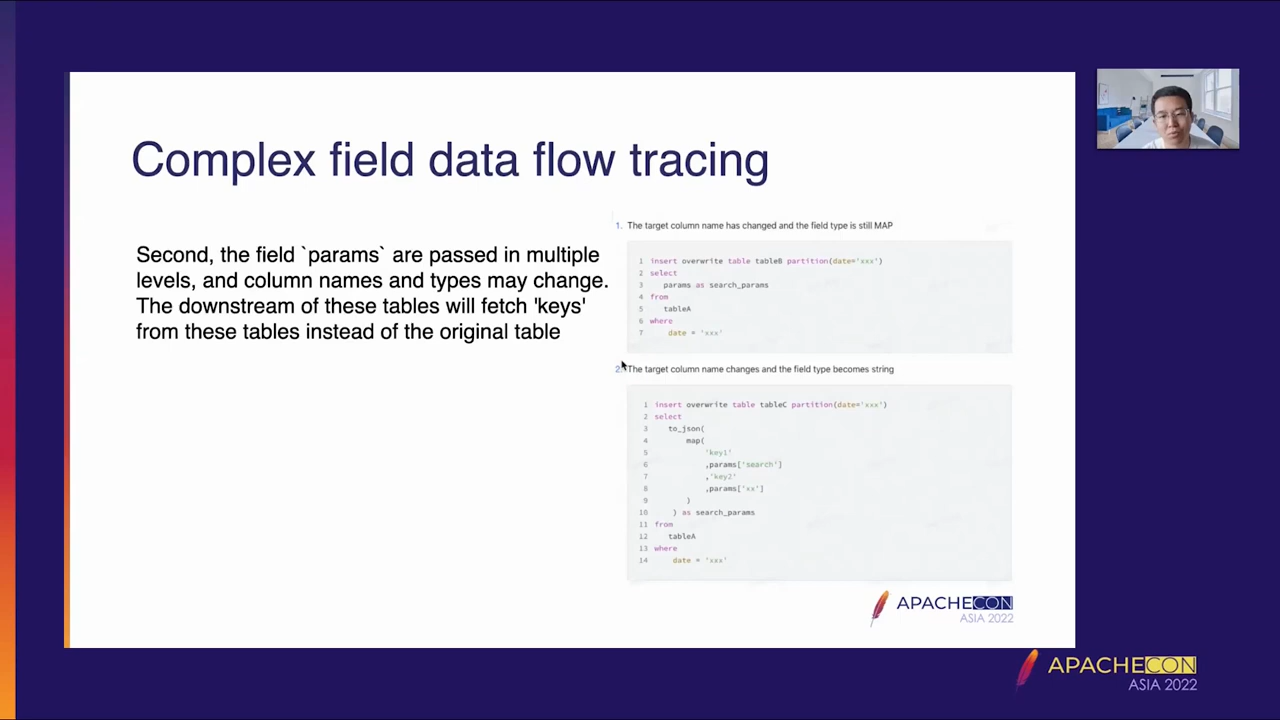 Complex field data flow tracing
Second, the field `params` are passed in multiple
levels, and column names and types may change.
The downstream of these tables will fetch 'keys'
from these tables instead of the original table
1. The target column name has changed and the field type is still MAP
1 insert overwrite table tableB partition(date='xxx')
2 select
3 params as search_params
4 from
5 tableA
6 where
7 date = 'xxx'
2. The target column name changes and the field type becomes string
1 insert overwrite table tableC partition(date='xxx')
2 select
3 to_json(
4 map(
5 'key1'
6 ,params['search']
7 ,'key2'
8 ,params['xx']
9 )
10 ) as search_params
11 from
12 tableA
13 where
14 date = 'xxx'
APACHECON
ASIA 2022
APACHECON
ASIA 2022